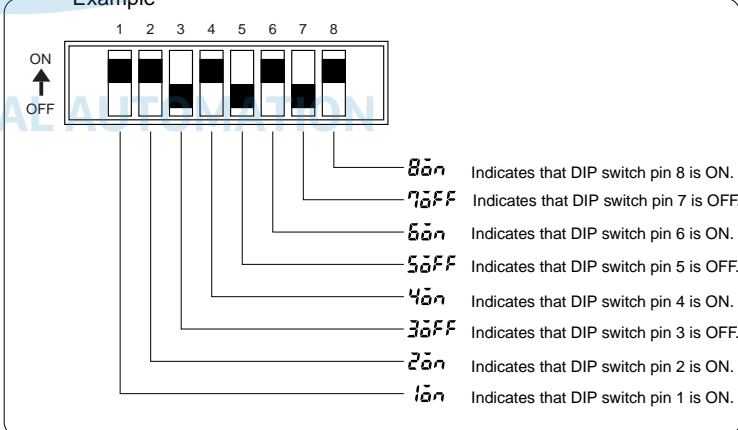 Example
1 2 3 4 5 6 7 8
ON
OFF
AL AUTOMATION
8on Indicates that DIP switch pin 8 is ON.
7oFF Indicates that DIP switch pin 7 is OFF.
6on Indicates that DIP switch pin 6 is ON.
5oFF Indicates that DIP switch pin 5 is OFF.
4on Indicates that DIP switch pin 4 is ON.
3oFF Indicates that DIP switch pin 3 is OFF.
2on Indicates that DIP switch pin 2 is ON.
1on Indicates that DIP switch pin 1 is ON.